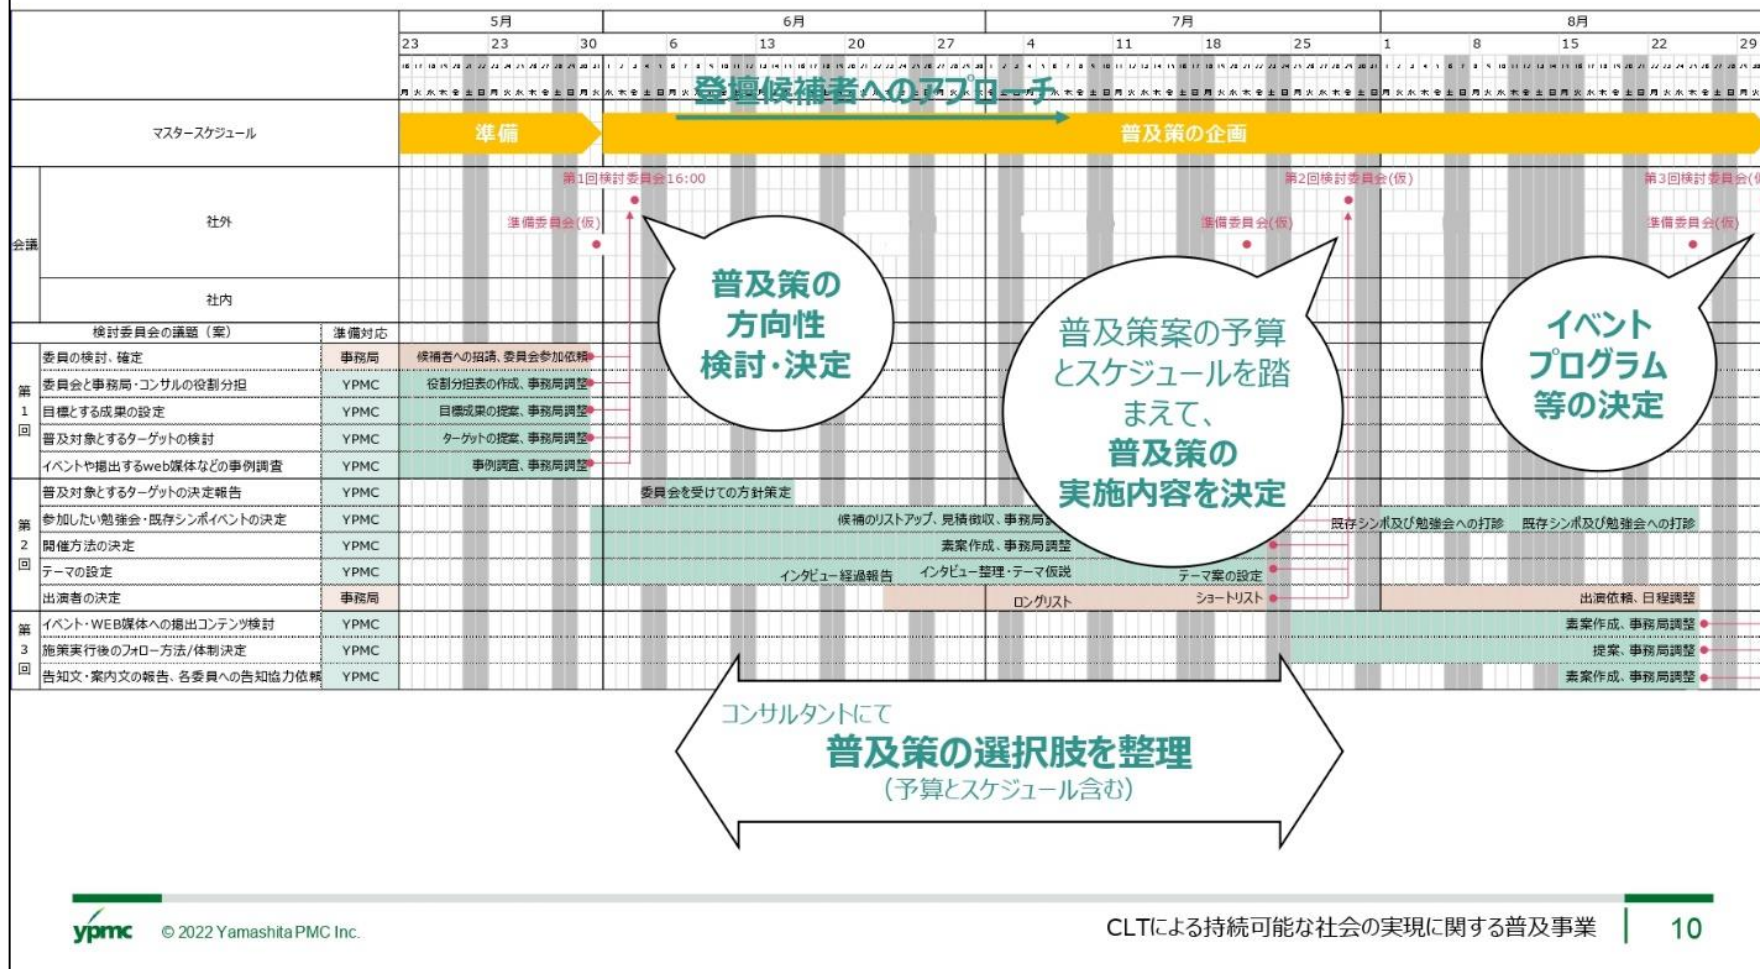 5月 6月 7月 8月
23 23 30 6 13 20 27 4 11 18 25 1 8 15 22 29
登壇候補者へのアプローチ
マスタースケジュール 準備 普及策の企画
会議
社外
第1回検討委員会16:00 第2回検討委員会(仮) 第3回検討委員会(
準備委員会(仮) 準備委員会(仮) 準備委員会(仮)
社内
普及策の
方向性
検討・決定
普及策案の予算
とスケジュールを踏
まえて、
普及策の
実施内容を決定
イベント
プログラム
等の決定
検討委員会の議題（案） 準備対応
第1回
委員の検討、確定 事務局 候補者への招請、委員会参加依頼
委員会と事務局・コンサルの役割分担 YPMC 役割分担表の作成、事務局調整
目標とする成果の設定 YPMC 目標成果の提案、事務局調整
普及対象とするターゲットの検討 YPMC ターゲットの提案、事務局調整
イベントや掲出するweb媒体などの事例調査 YPMC 事例調査、事務局調整
第2回
普及対象とするターゲットの決定報告 YPMC 委員会を受けての方針策定
参加したい勉強会・既存シンポイベントの決定 YPMC 候補のリストアップ、見積徴収、事務局 既存シンポ及び勉強会への打診 既存シンポ及び勉強会への打診
開催方法の決定 YPMC 素案作成、事務局調整
テーマの設定 YPMC インタビュー経過報告 インタビュー整理・テーマ仮説 テーマ案の設定
出演者の決定 事務局 ロングリスト ショートリスト 出演依頼、日程調整
第3回
イベント・WEB媒体への掲出コンテンツ検討 YPMC 素案作成、事務局調整
施策実行後のフォロー方法/体制決定 YPMC 提案、事務局調整
告知文・案内文の報告、各委員への告知協力依頼 YPMC 素案作成、事務局調整
コンサルタントにて
普及策の選択肢を整理
（予算とスケジュール含む）
ypmc © 2022 Yamashita PMC Inc. CLTによる持続可能な社会の実現に関する普及事業 10